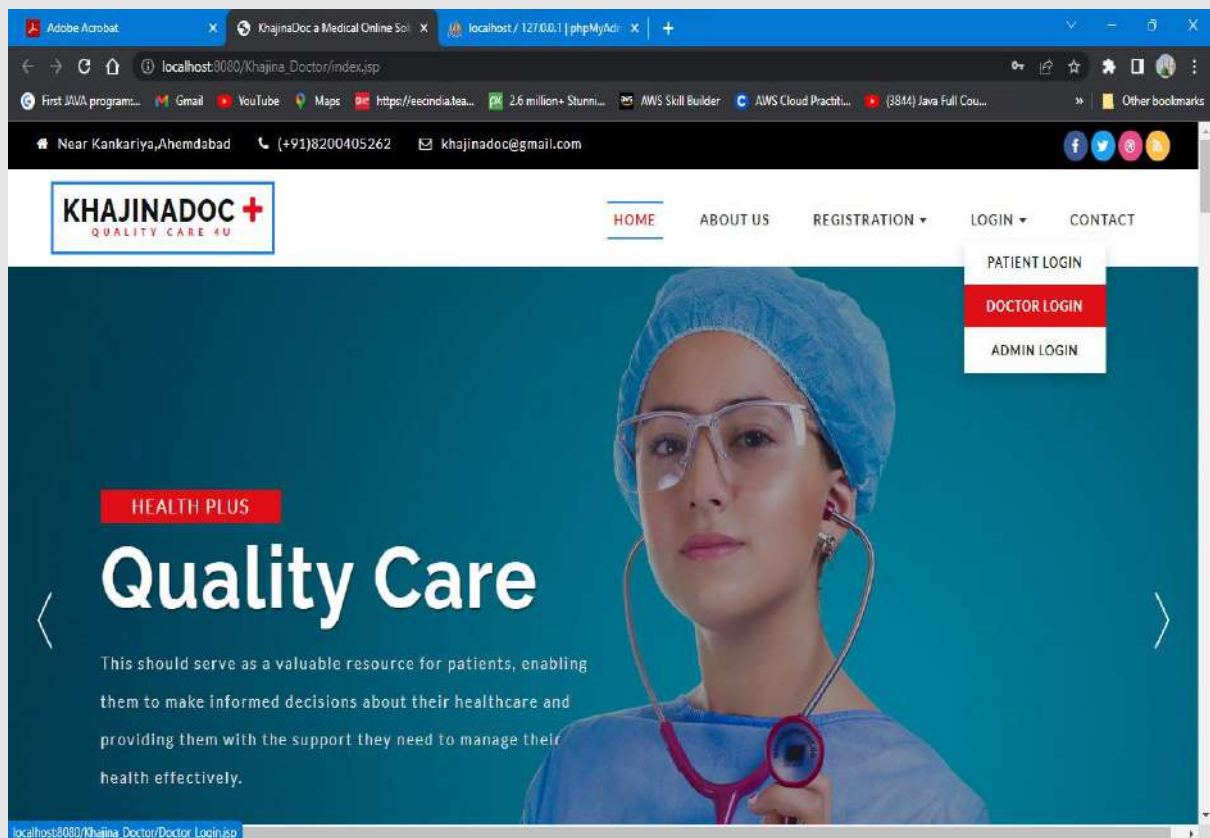 Adobe Acrobat
KhajinaDoc a Medical Online Sol
localhost / 127.0.0.1 | phpMyAdr
localhost:8080/Khajina_Doctor/index.jsp
First JAVA program:...
Gmail
YouTube
Maps
https://eecindia.tea...
2.6 million+ Stunni...
AWS Skill Builder
AWS Cloud Practiti...
(3844) Java Full Cou...
»
Other bookmarks
Near Kankariya,Ahemdabad
(+91)8200405262
khajinadoc@gmail.com
KHAJINADOC +
QUALITY CARE 4U
HOME
ABOUT US
REGISTRATION
LOGIN
CONTACT
PATIENT LOGIN
DOCTOR LOGIN
ADMIN LOGIN
HEALTH PLUS
Quality Care
This should serve as a valuable resource for patients, enabling
them to make informed decisions about their healthcare and
providing them with the support they need to manage their
health effectively.
localhost:8080/Khajina_Doctor/Doctor_Login.jsp